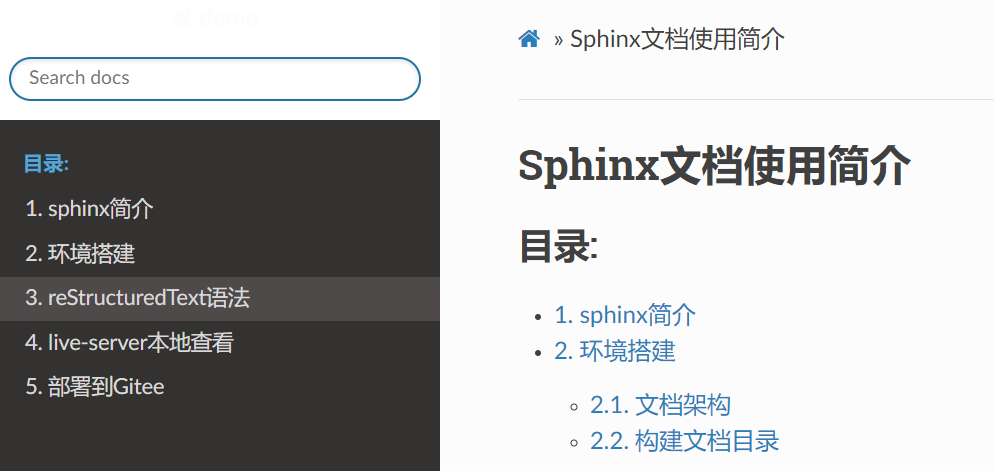 demo
Search docs
目录:
1. sphinx简介
2. 环境搭建
3. reStructuredText语法
4. live-server本地查看
5. 部署到Gitee
» Sphinx文档使用简介
Sphinx文档使用简介
目录:
• 1. sphinx简介
• 2. 环境搭建
◦ 2.1. 文档架构
◦ 2.2. 构建文档目录